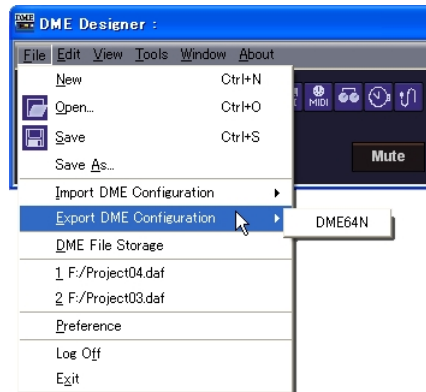 DME Designer :
File Edit View Tools Window About
New Ctrl+N
Open... Ctrl+O
Save Ctrl+S
Save As...
Import DME Configuration
Export DME Configuration
DME64N
DME File Storage
1 F:/Project04.daf
2 F:/Project03.daf
Preference
Log Off
Exit
MIDI
Mute